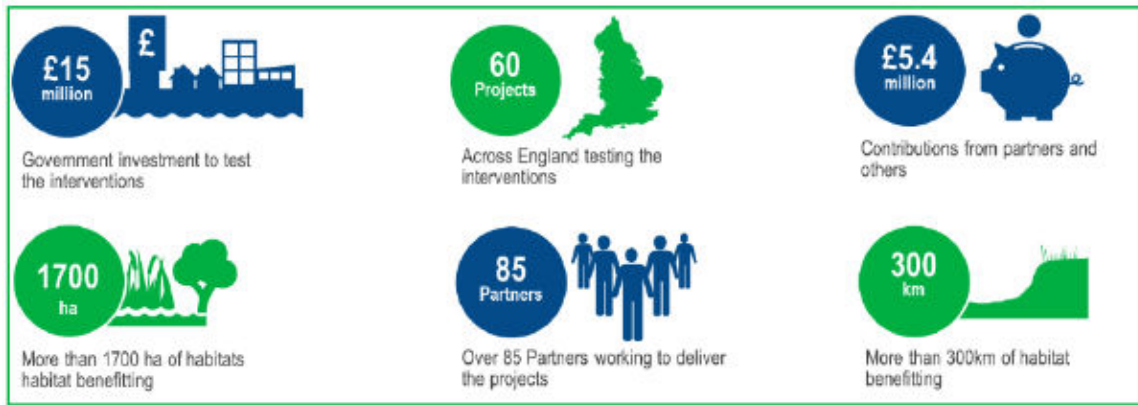 £
£15
million
Government investment to test
the interventions
60
Projects
Across England testing the
interventions
£5.4
million
Contributions from partners and
others
1700
ha
More than 1700 ha of habitats
habitat benefitting
85
Partners
Over 85 Partners working to deliver
the projects
300
km
More than 300km of habitat
benefitting